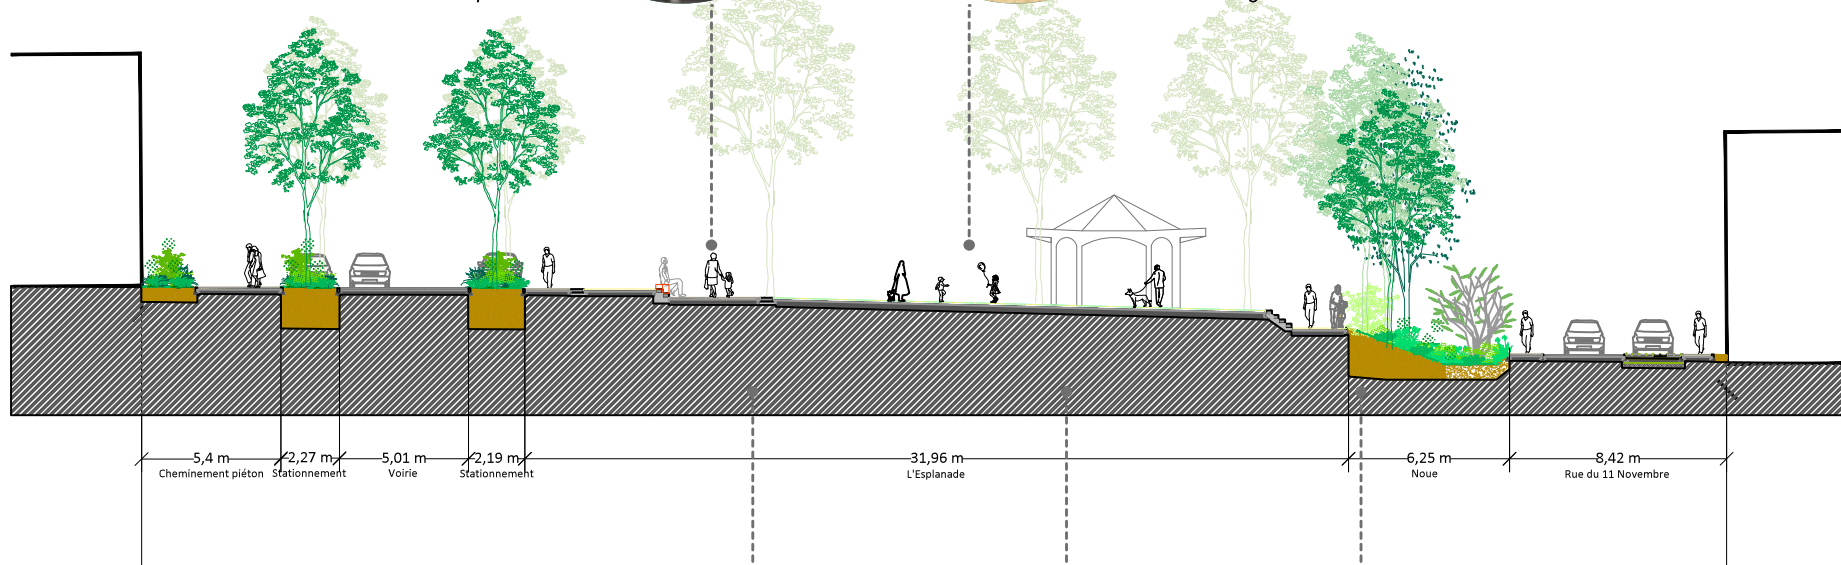 5,4 m
2,27 m
5,01 m
2,19 m
31,96 m
6,25 m
8,42 m
Cheminement piéton
Stationnement
Voirie
Stationnement
L'Esplanade
Noue
Rue du 11 Novembre